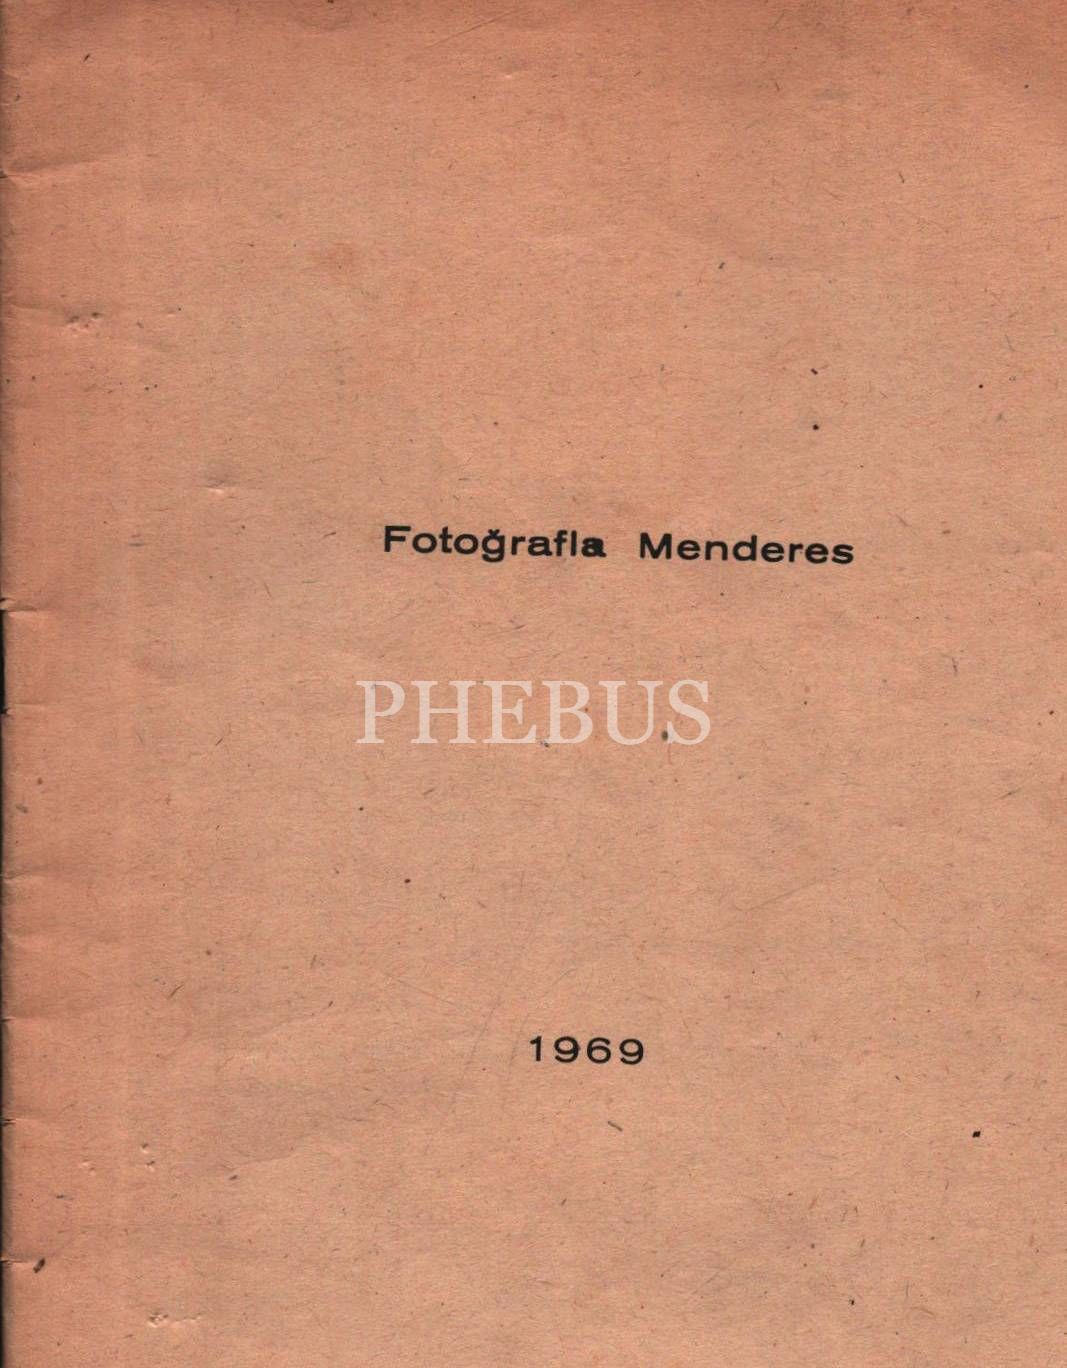 Fotoğrafla Menderes
PHEBUS
1969